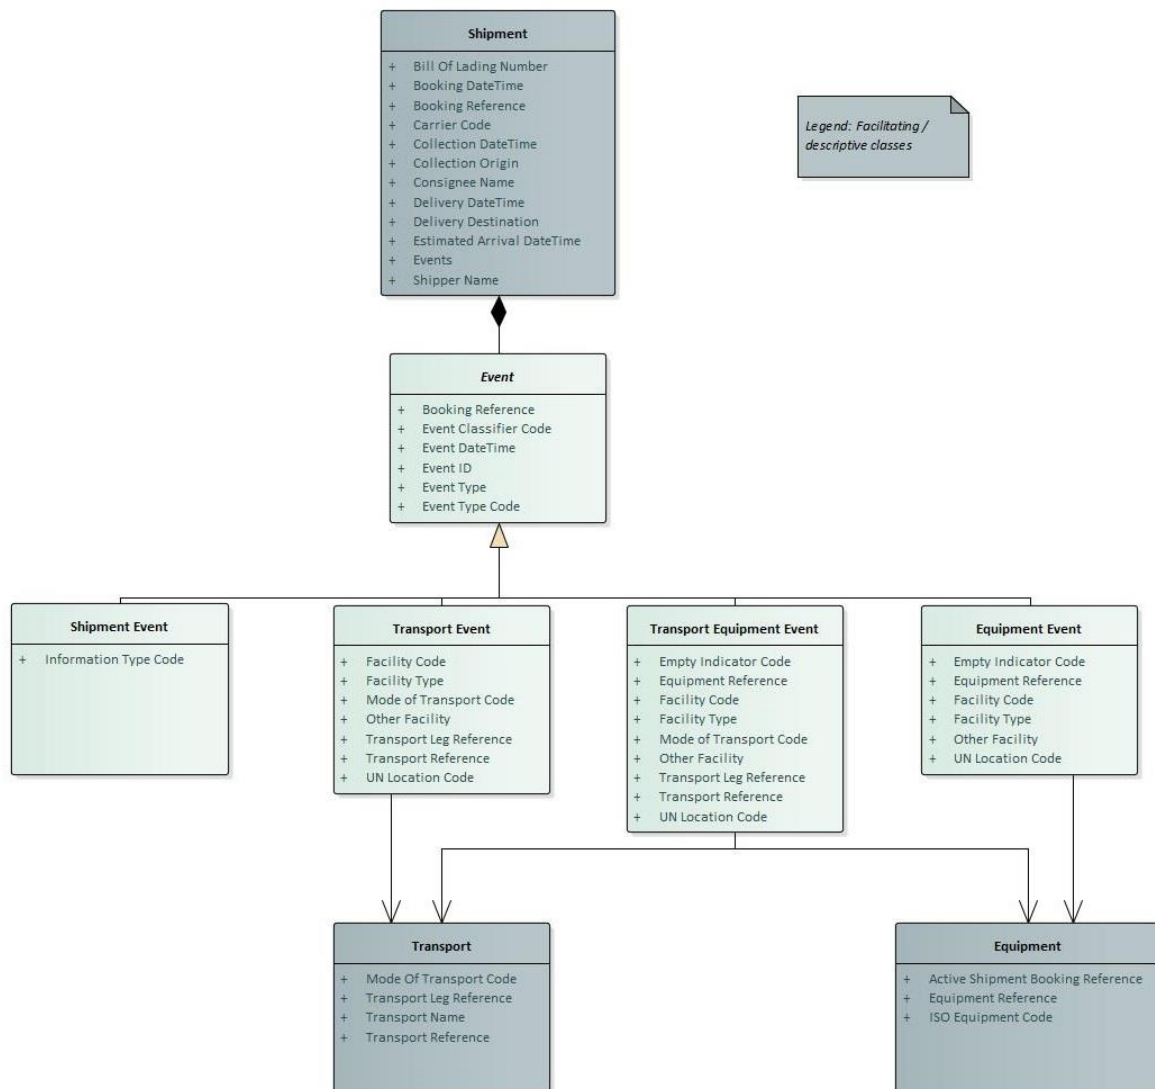 Shipment
+ Bill Of Lading Number
+ Booking DateTime
+ Booking Reference
+ Carrier Code
+ Collection DateTime
+ Collection Origin
+ Consignee Name
+ Delivery DateTime
+ Delivery Destination
+ Estimated Arrival DateTime
+ Events
+ Shipper Name
Legend: Facilitating /
descriptive classes
Event
+ Booking Reference
+ Event Classifier Code
+ Event DateTime
+ Event ID
+ Event Type
+ Event Type Code
Shipment Event
+ Information Type Code
Transport Event
+ Facility Code
+ Facility Type
+ Mode of Transport Code
+ Other Facility
+ Transport Leg Reference
+ Transport Reference
+ UN Location Code
Transport Equipment Event
+ Empty Indicator Code
+ Equipment Reference
+ Facility Code
+ Facility Type
+ Mode of Transport Code
+ Other Facility
+ Transport Leg Reference
+ Transport Reference
+ UN Location Code
Equipment Event
+ Empty Indicator Code
+ Equipment Reference
+ Facility Code
+ Facility Type
+ Other Facility
+ UN Location Code
Transport
+ Mode Of Transport Code
+ Transport Leg Reference
+ Transport Name
+ Transport Reference
Equipment
+ Active Shipment Booking Reference
+ Equipment Reference
+ ISO Equipment Code